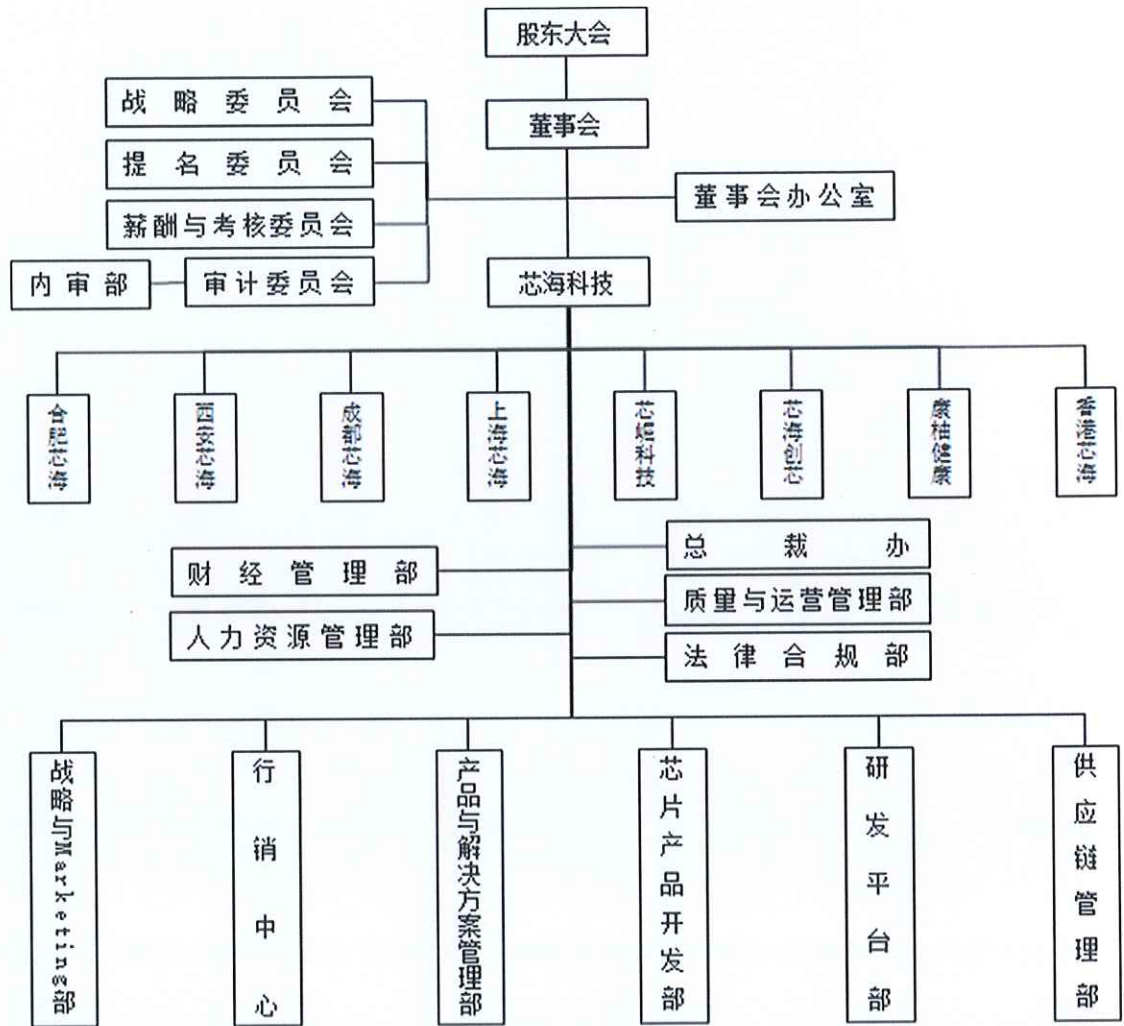 股东大会
战略委员会
董事会
提名委员会
董事会办公室
薪酬与考核委员会
内审部
审计委员会
芯海科技
合肥芯海
西安芯海
成都芯海
上海芯海
芯崛科技
芯海创芯
康柚健康
香港芯海
总裁办
财经管理部
质量与运营管理部
人力资源管理部
法律合规部
战略与Marketing部
行销中心
产品与解决方案管理部
芯片产品开发部
研发平台部
供应链管理部